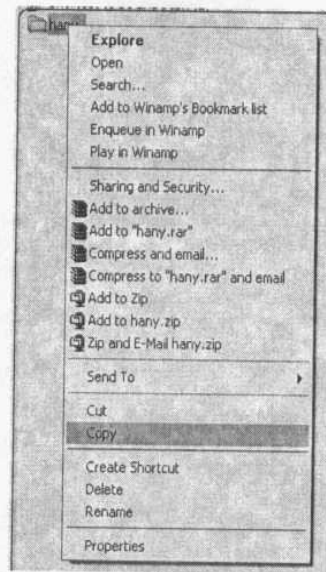 hany
Explore
Open
Search...
Add to Winamp's Bookmark list
Enqueue in Winamp
Play in Winamp
Sharing and Security...
Add to archive...
Add to "hany.rar"
Compress and email...
Compress to "hany.rar" and email
Add to Zip
Add to hany.zip
Zip and E-Mail hany.zip
Send To
Cut
Copy
Create Shortcut
Delete
Rename
Properties